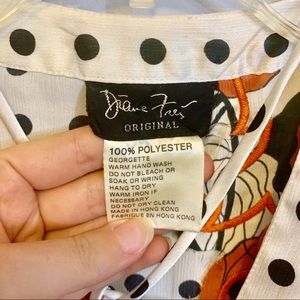 Diane Freis
ORIGINAL
100% POLYESTER
GEORGETTE
WARM HAND WASH
DO NOT BLEACH OR
SOAK OR WRING
HANG TO DRY
WARM IRON IF
NECESSARY
DO NOT DRY CLEAN
MADE IN HONG KONG
FABRIQUE EN HONG KONG